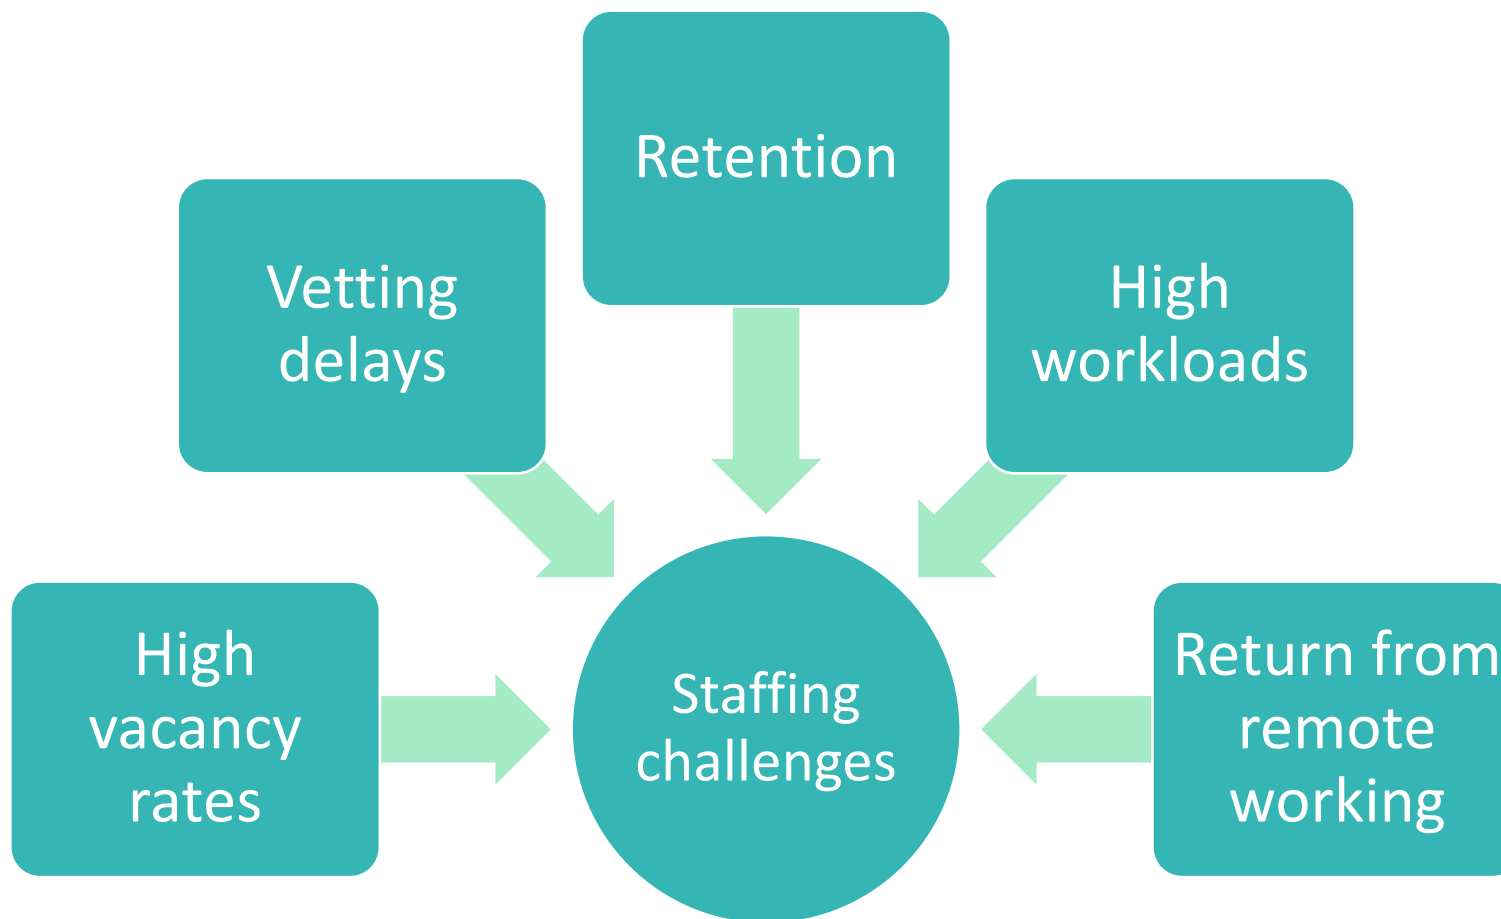 Retention
Vetting
delays
High
workloads
High
vacancy
rates
Staffing
challenges
Return from
remote
working